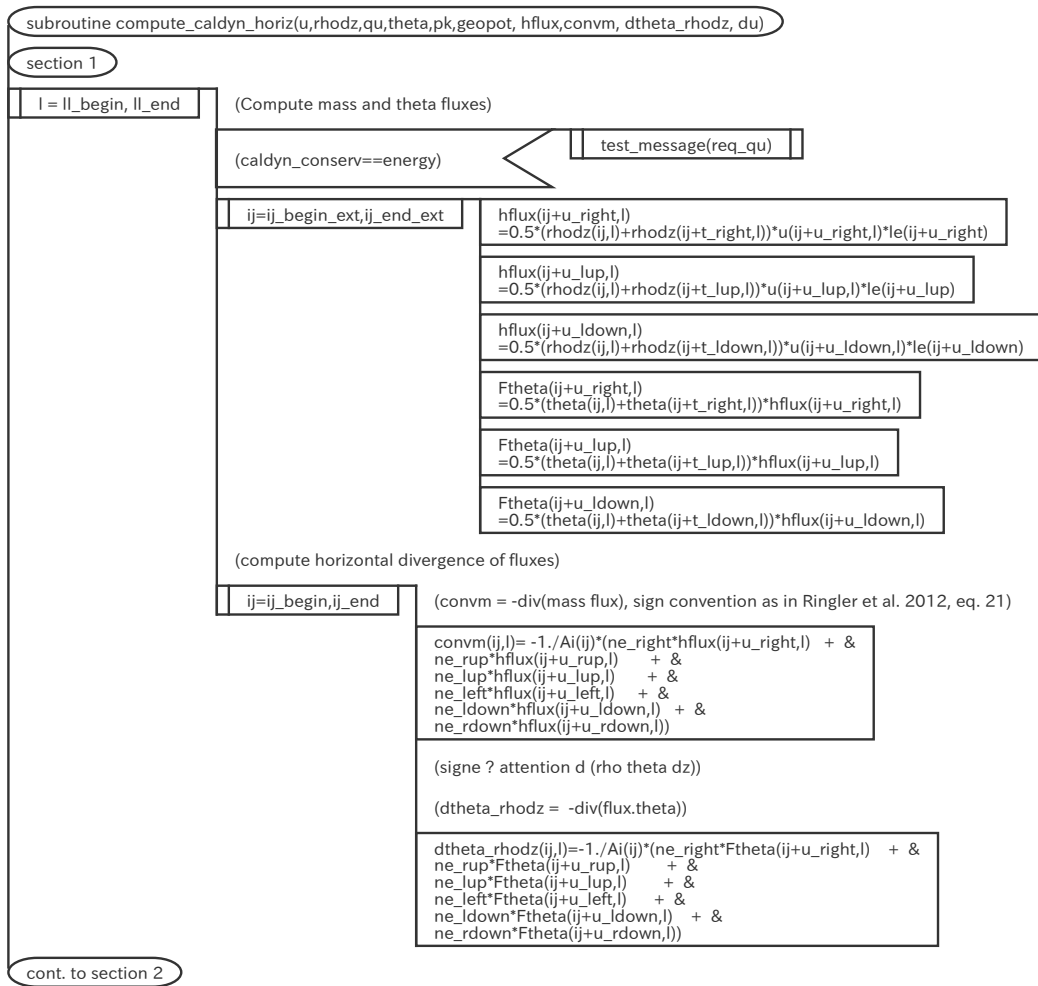 subroutine compute_caldyn_horiz(u,rhodz,qu,theta,pk,geopot, hflux,convm, dtheta_rhodz, du)
section 1
l = ll_begin, ll_end
(Compute mass and theta fluxes)
(caldyn_conserv==energy)
test_message(req_qu)
ij=ij_begin_ext,ij_end_ext
hflux(ij+u_right,l)
=0.5*(rhodz(ij,l)+rhodz(ij+t_right,l))*u(ij+u_right,l)*le(ij+u_right)
hflux(ij+u_lup,l)
=0.5*(rhodz(ij,l)+rhodz(ij+t_lup,l))*u(ij+u_lup,l)*le(ij+u_lup)
hflux(ij+u_ldown,l)
=0.5*(rhodz(ij,l)+rhodz(ij+t_ldown,l))*u(ij+u_ldown,l)*le(ij+u_ldown)
Ftheta(ij+u_right,l)
=0.5*(theta(ij,l)+theta(ij+t_right,l))*hflux(ij+u_right,l)
Ftheta(ij+u_lup,l)
=0.5*(theta(ij,l)+theta(ij+t_lup,l))*hflux(ij+u_lup,l)
Ftheta(ij+u_ldown,l)
=0.5*(theta(ij,l)+theta(ij+t_ldown,l))*hflux(ij+u_ldown,l)
(compute horizontal divergence of fluxes)
ij=ij_begin,ij_end
(convm = -div(mass flux), sign convention as in Ringler et al. 2012, eq. 21)
convm(ij,l)= -1./Ai(ij)*(ne_right*hflux(ij+u_right,l) + &
ne_rup*hflux(ij+u_rup,l) + &
ne_lup*hflux(ij+u_lup,l) + &
ne_left*hflux(ij+u_left,l) + &
ne_ldown*hflux(ij+u_ldown,l) + &
ne_rdown*hflux(ij+u_rdown,l))
(signe ? attention d (rho theta dz))
(dtheta_rhodz = -div(flux.theta))
dtheta_rhodz(ij,l)=-1./Ai(ij)*(ne_right*Ftheta(ij+u_right,l) + &
ne_rup*Ftheta(ij+u_rup,l) + &
ne_lup*Ftheta(ij+u_lup,l) + &
ne_left*Ftheta(ij+u_left,l) + &
ne_ldown*Ftheta(ij+u_ldown,l) + &
ne_rdown*Ftheta(ij+u_rdown,l))
cont. to section 2